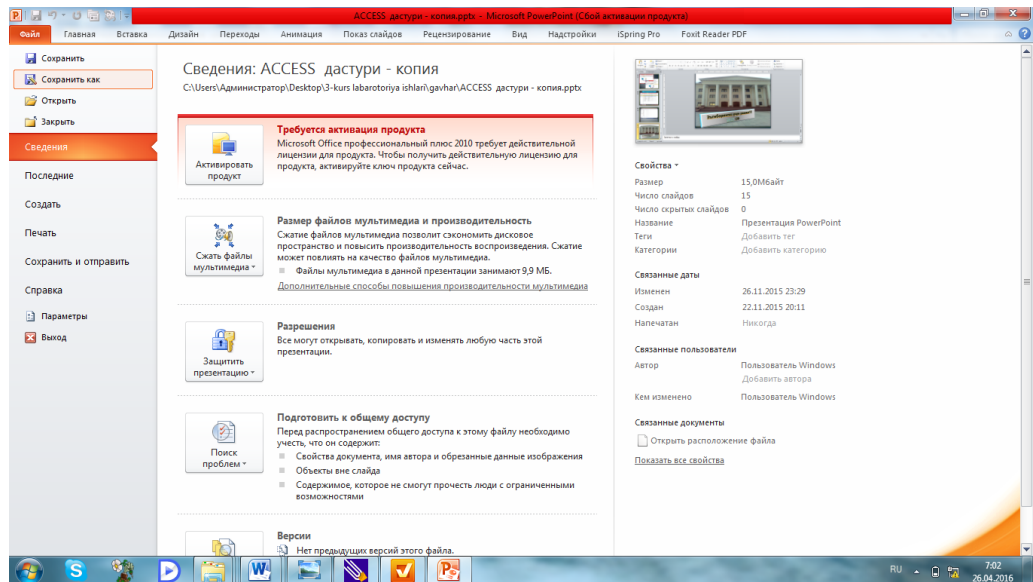 ACCESS дастури - копия.pptx - Microsoft PowerPoint (Сбой активации продукта)
Файл Главная Вставка Дизайн Переходы Анимация Показ слайдов Рецензирование Вид Надстройки iSpring Pro Foxit Reader PDF
Сохранить
Сохранить как
Открыть
Закрыть
Сведения
Последние
Создать
Печать
Сохранить и отправить
Справка
Параметры
Выход
Сведения: ACCESS дастури - копия
C:\Users\Администратор\Desktop\3-kurs labarotoriya ishlari\gavhar\ACCESS дастури - копия.pptx
Активировать
продукт
Требуется активация продукта
Microsoft Office профессиональный плюс 2010 требует действительной
лицензии для продукта. Чтобы получить действительную лицензию для
продукта, активируйте ключ продукта сейчас.
Сжать файлы
мультимедиа
Размер файлов мультимедиа и производительность
Сжатие файлов мультимедиа позволит сэкономить дисковое
пространство и повысить производительность воспроизведения. Сжатие
может повлиять на качество файлов мультимедиа.
Файлы мультимедиа в данной презентации занимают 9,9 МБ.
Дополнительные способы повышения производительности мультимедиа
Защитить
презентацию
Разрешения
Все могут открывать, копировать и изменять любую часть этой
презентации.
Поиск
проблем
Подготовить к общему доступу
Перед распространением общего доступа к этому файлу необходимо
учесть, что он содержит:
Свойства документа, имя автора и обрезанные данные изображения
Объекты вне слайда
Содержимое, которое не смогут прочесть люди с ограниченными
возможностями
Версии
Нет предыдущих версий этого файла.
Свойства
Размер 15,0Мбайт
Число слайдов 15
Число скрытых слайдов 0
Название Презентация PowerPoint
Теги Добавить тег
Категории Добавить категорию
Связанные даты
Изменен 26.11.2015 23:29
Создан 22.11.2015 20:11
Напечатан Никогда
Связанные пользователи
Автор Пользователь Windows
Добавить автора
Кем изменено Пользователь Windows
Связанные документы
Открыть расположение файла
Показать все свойства
RU
7:02
26.04.2016